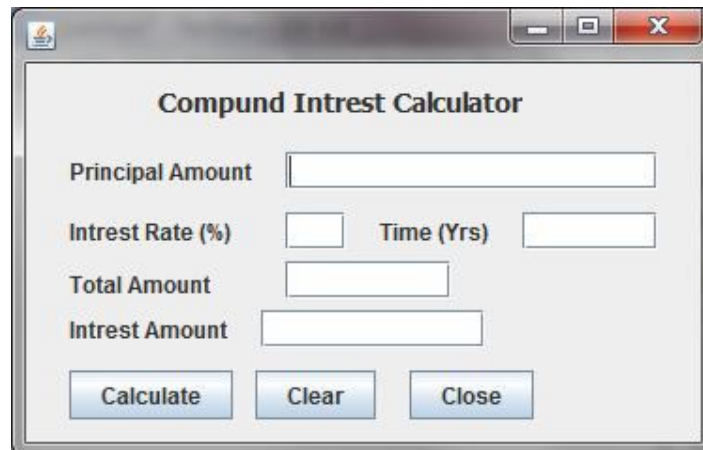 Compund Intrest Calculator
Principal Amount
Intrest Rate (%) Time (Yrs)
Total Amount
Intrest Amount
Calculate Clear Close